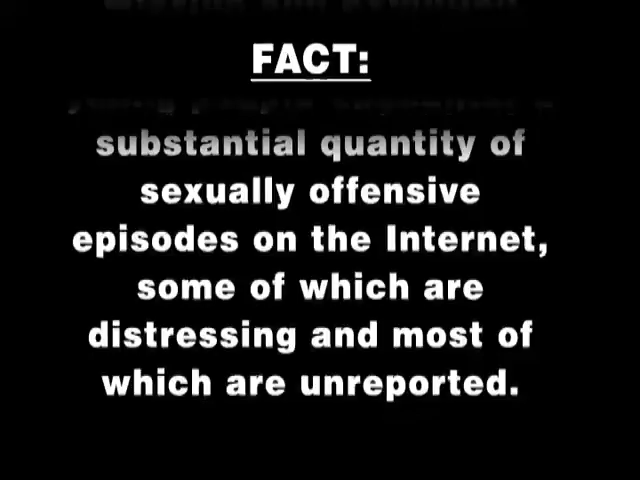 FACT:
substantial quantity of
sexually offensive
episodes on the Internet,
some of which are
distressing and most of
which are unreported.